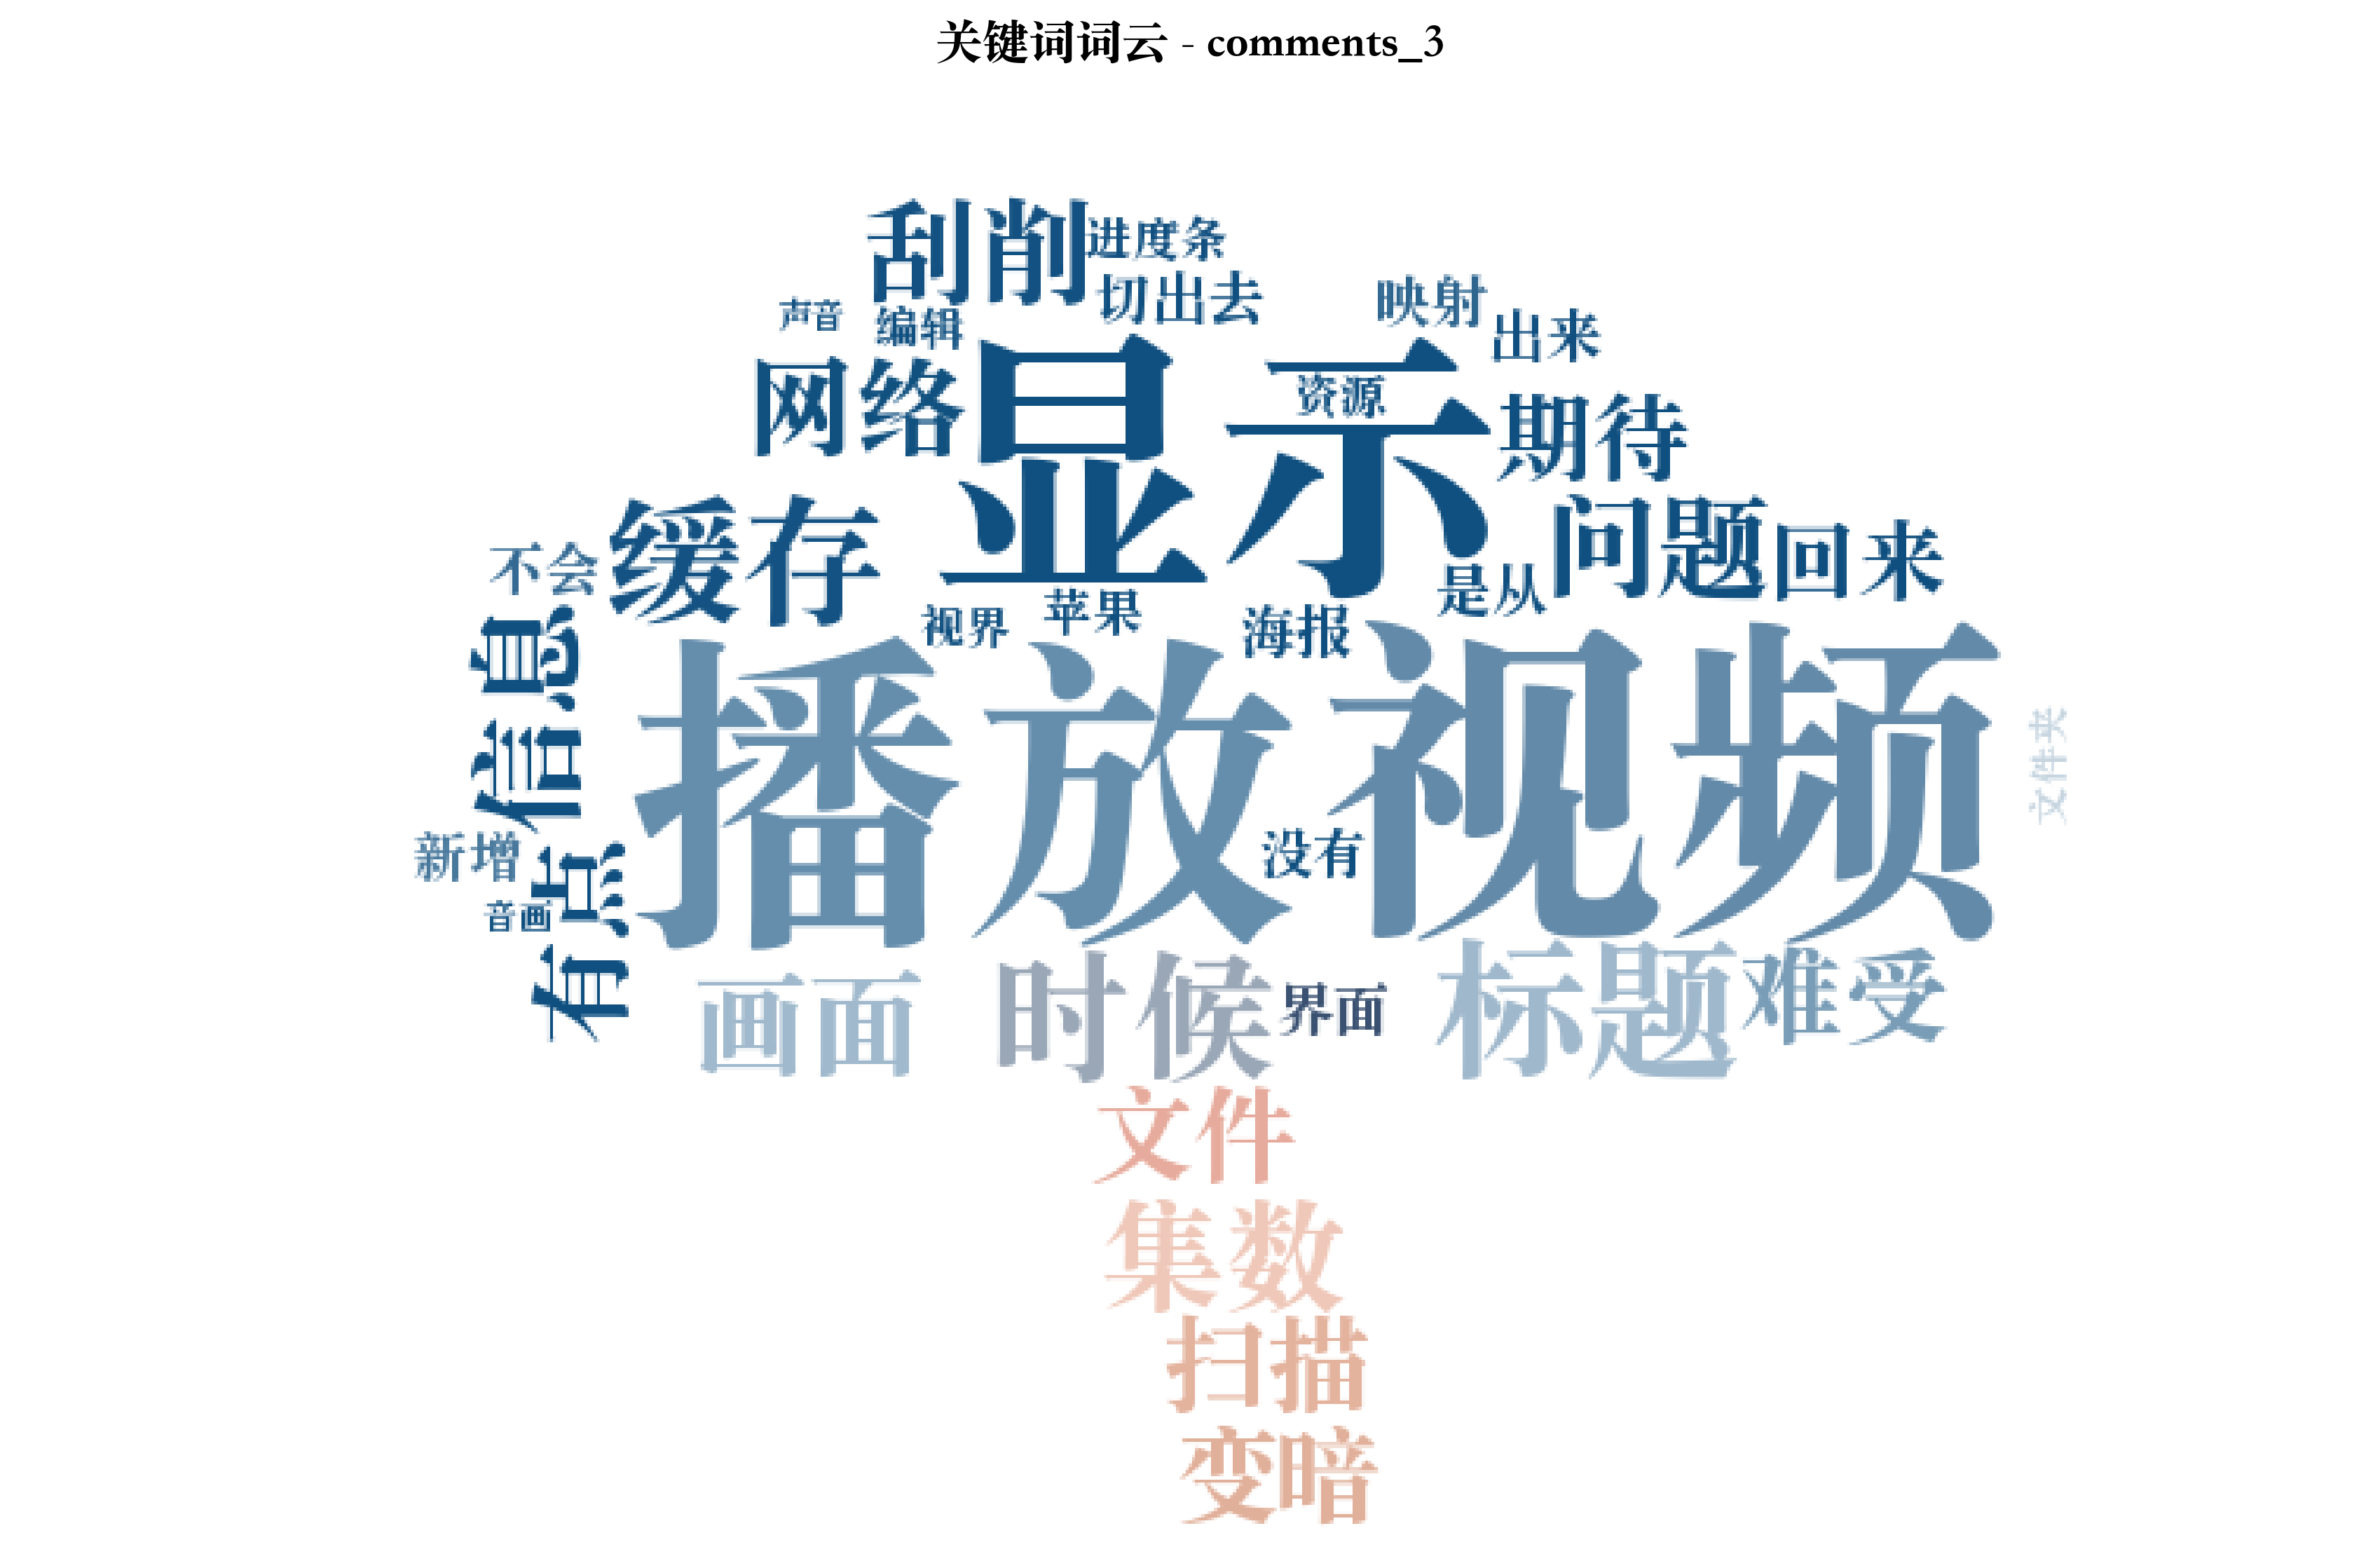 关键词词云 - comments_3
刮削
进度条
切出去
映射
声音
编辑
出来
网络
显示
资源
期待
缓存
问题
回来
不会
是从
视界
苹果
海报
信息
播放
视频
文件夹
没有
新增
音画
有点
画面
时候
界面
标题
难受
文件
集数
扫描
变暗